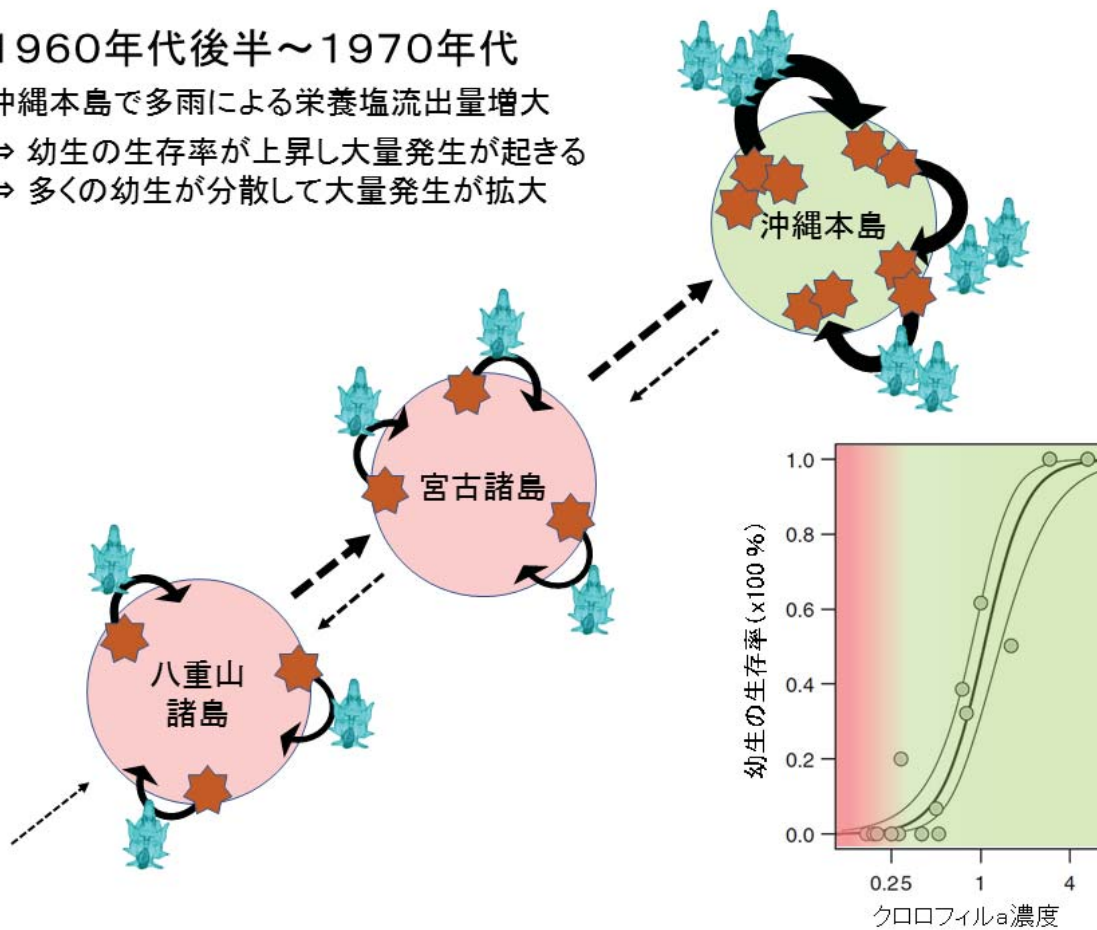 1960年代後半～1970年代
沖縄本島で多雨による栄養塩流出量増大
⇒ 幼生の生存率が上昇し大量発生が起きる
⇒ 多くの幼生が分散して大量発生が拡大
沖縄本島
宮古諸島
八重山
諸島
幼生の生存率(x100 %)
1.0
0.8
0.6
0.4
0.2
0.0
0.25 1 4
クロロフィルa濃度